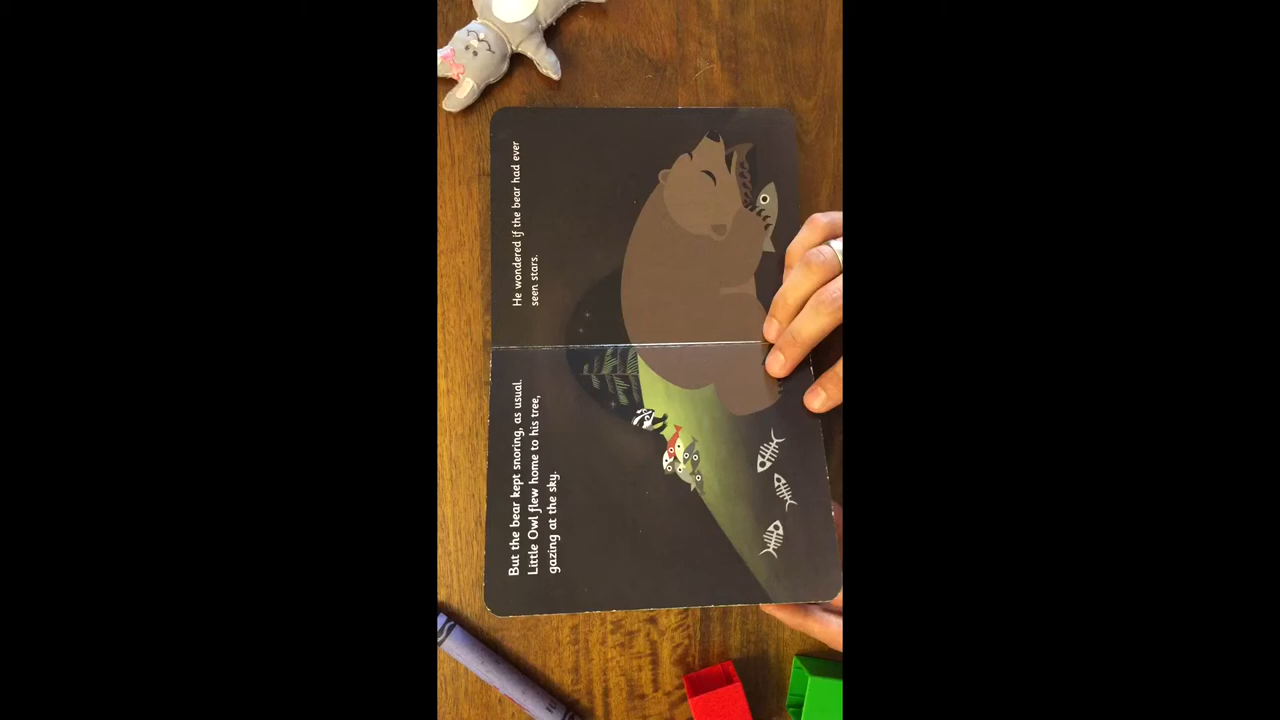 But the bear kept snoring, as usual.
Little Owl flew home to his tree,
gazing at the sky.
He wondered if the bear had ever
seen stars.